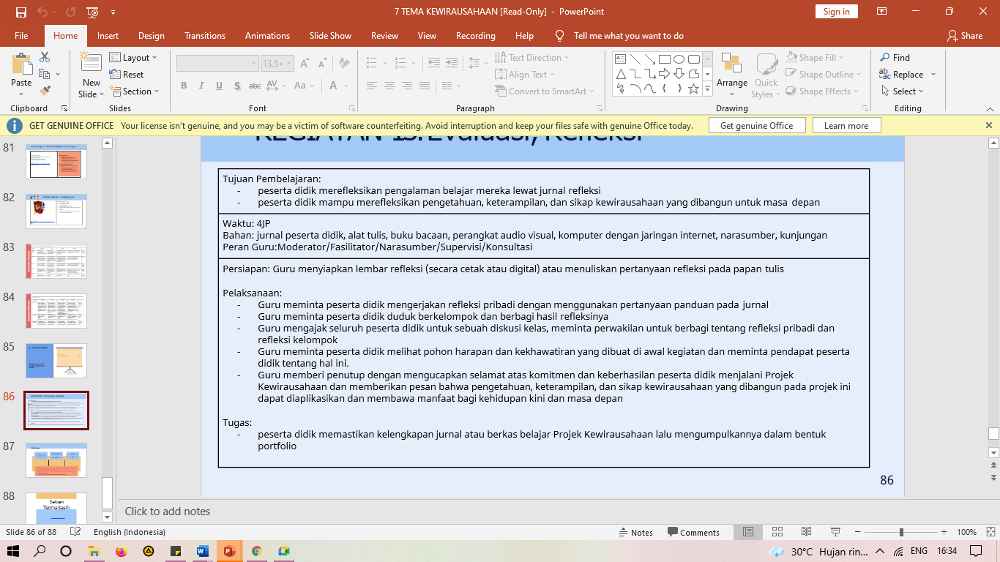 7 TEMA KEWIRAUSAHAAN [Read-Only] - PowerPoint
Sign in
File Home Insert Design Transitions Animations Slide Show Review View Recording Help Tell me what you want to do Share
Paste
Clipboard
New
Slide
Layout
Reset
Section
Slides
13,5+
Font
Text Direction
Align Text
Convert to SmartArt
Paragraph
Arrange
Quick
Styles
Shape Fill
Shape Outline
Shape Effects
Drawing
Find
Replace
Select
Editing
GET GENUINE OFFICE Your license isn't genuine, and you may be a victim of software counterfeiting. Avoid interruption and keep your files safe with genuine Office today. Get genuine Office Learn more
81
82
83
84
85
86
87
88
Sekian
Terima kasih
KEGIATAN 13: Evaluasi, Refleksi
Tujuan Pembelajaran:
- peserta didik merefleksikan pengalaman belajar mereka lewat jurnal refleksi
- peserta didik mampu merefleksikan pengetahuan, keterampilan, dan sikap kewirausahaan yang dibangun untuk masa depan
Waktu: 4JP
Bahan: jurnal peserta didik, alat tulis, buku bacaan, perangkat audio visual, komputer dengan jaringan internet, narasumber, kunjungan
Peran Guru:Moderator/Fasilitator/Narasumber/Supervisi/Konsultasi
Persiapan: Guru menyiapkan lembar refleksi (secara cetak atau digital) atau menuliskan pertanyaan refleksi pada papan tulis
Pelaksanaan:
- Guru meminta peserta didik mengerjakan refleksi pribadi dengan menggunakan pertanyaan panduan pada jurnal
- Guru meminta peserta didik duduk berkelompok dan berbagi hasil refleksinya
- Guru mengajak seluruh peserta didik untuk sebuah diskusi kelas, meminta perwakilan untuk berbagi tentang refleksi pribadi dan
refleksi kelompok
- Guru meminta peserta didik melihat pohon harapan dan kekhawatiran yang dibuat di awal kegiatan dan meminta pendapat peserta
didik tentang hal ini.
- Guru memberi penutup dengan mengucapkan selamat atas komitmen dan keberhasilan peserta didik menjalani Projek
Kewirausahaan dan memberikan pesan bahwa pengetahuan, keterampilan, dan sikap kewirausahaan yang dibangun pada projek ini
dapat diaplikasikan dan membawa manfaat bagi kehidupan kini dan masa depan
Tugas:
- peserta didik memastikan kelengkapan jurnal atau berkas belajar Projek Kewirausahaan lalu mengumpulkannya dalam bentuk
portfolio
86
Click to add notes
Slide 86 of 88 English (Indonesia) Notes Comments 100%
30°C Hujan rin... ENG 16:34